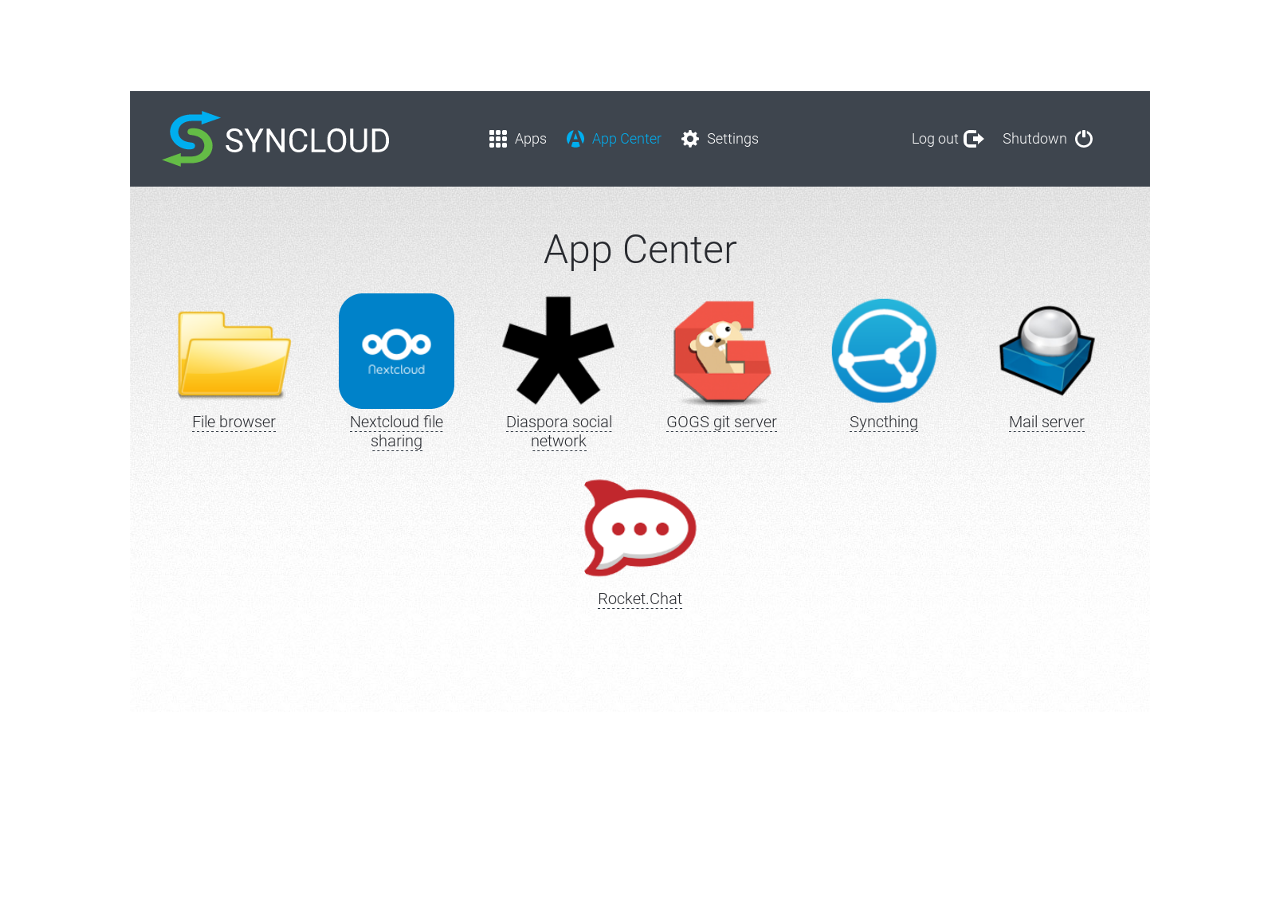 SYNCLOUD
Apps
App Center
Settings
Log out
Shutdown
App Center
Nextcloud
File browser
Nextcloud file
sharing
Diaspora social
network
GOGS git server
Syncthing
Mail server
Rocket.Chat